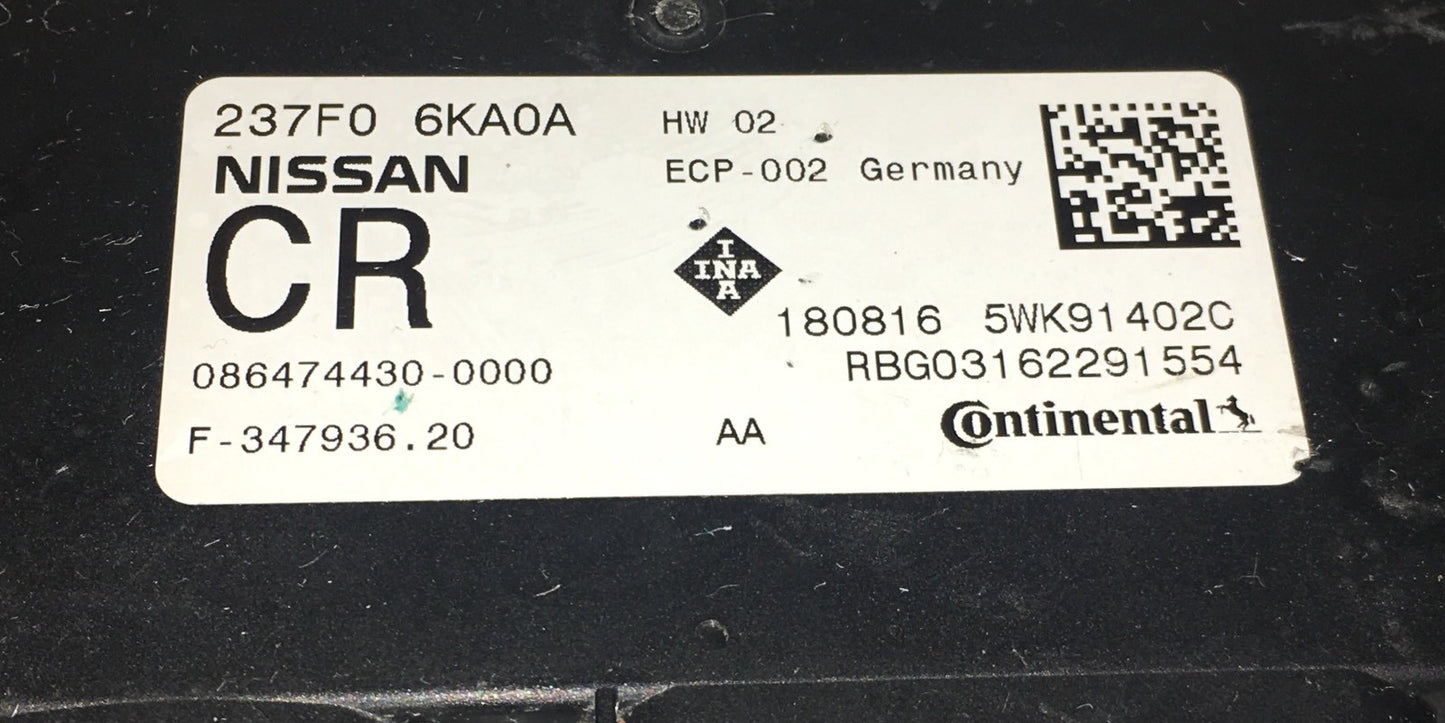 237F0 6KA0A
HW 02
NISSAN
ECP-002 Germany
CR
I
INA
A
180816 5WK91402C
086474430-0000
RBG03162291554
F-347936.20
AA
Continental